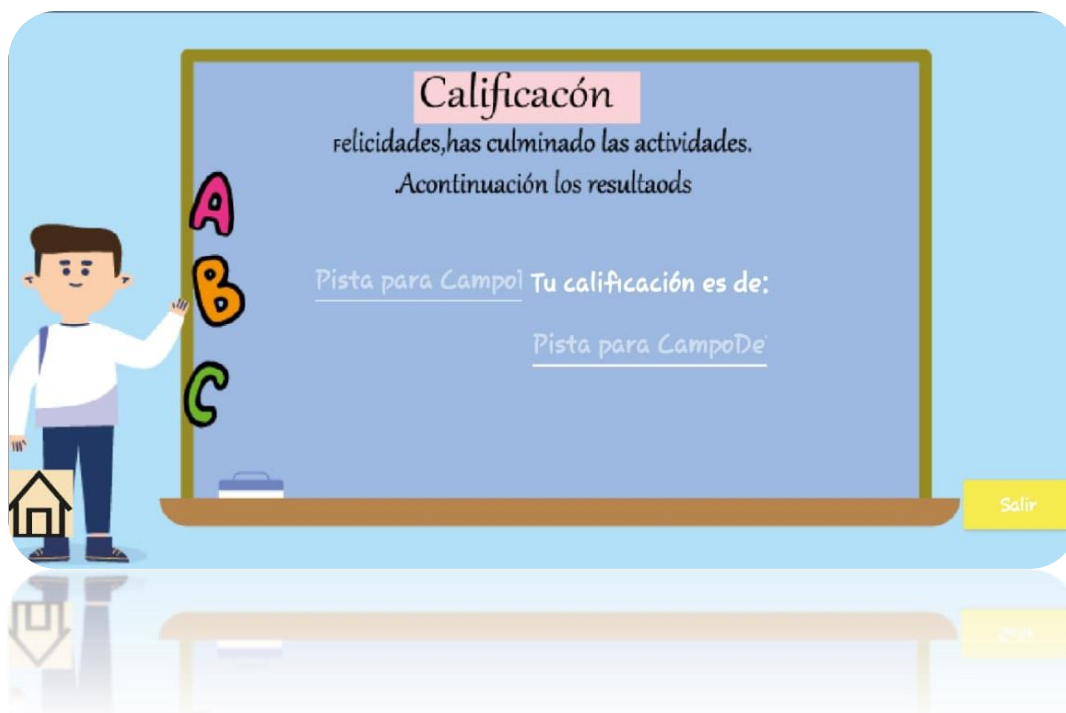 Calificacón
Felicidades,has culminado las actividades.
.Acontinuación los resultaods
A
B
C
Pista para Campo1 Tu calificación es de:
Pista para CampoDe
Salir